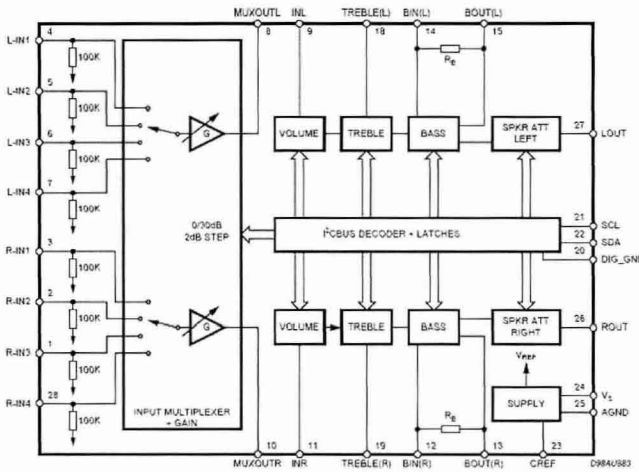 MUXOUTL INL TREBLE(L) BIN(L) BOUT(L)
4 8 9 18 14 15
L-IN1
100K
RB
5
L-IN2
100K
G VOLUME TREBLE BASS SPKR ATT LEFT 27 LOUT
6
L-IN3
100K
7
L-IN4
100K
0/30dB
2dB STEP
I²CBUS DECODER + LATCHES
21 SCL
22 SDA
20 DIG_GND
3
R-IN1
100K
2
R-IN2
100K
G VOLUME TREBLE BASS SPKR ATT RIGHT 26 ROUT
1
R-IN3
100K
VREF
28
R-IN4
100K
SUPPLY
24 VS
25 AGND
INPUT MULTIPLEXER
+ GAIN
RB
10 11 19 12 13 23
MUXOUTR INR TREBLE(R) BIN(R) BOUT(R) CREF
D98AU883